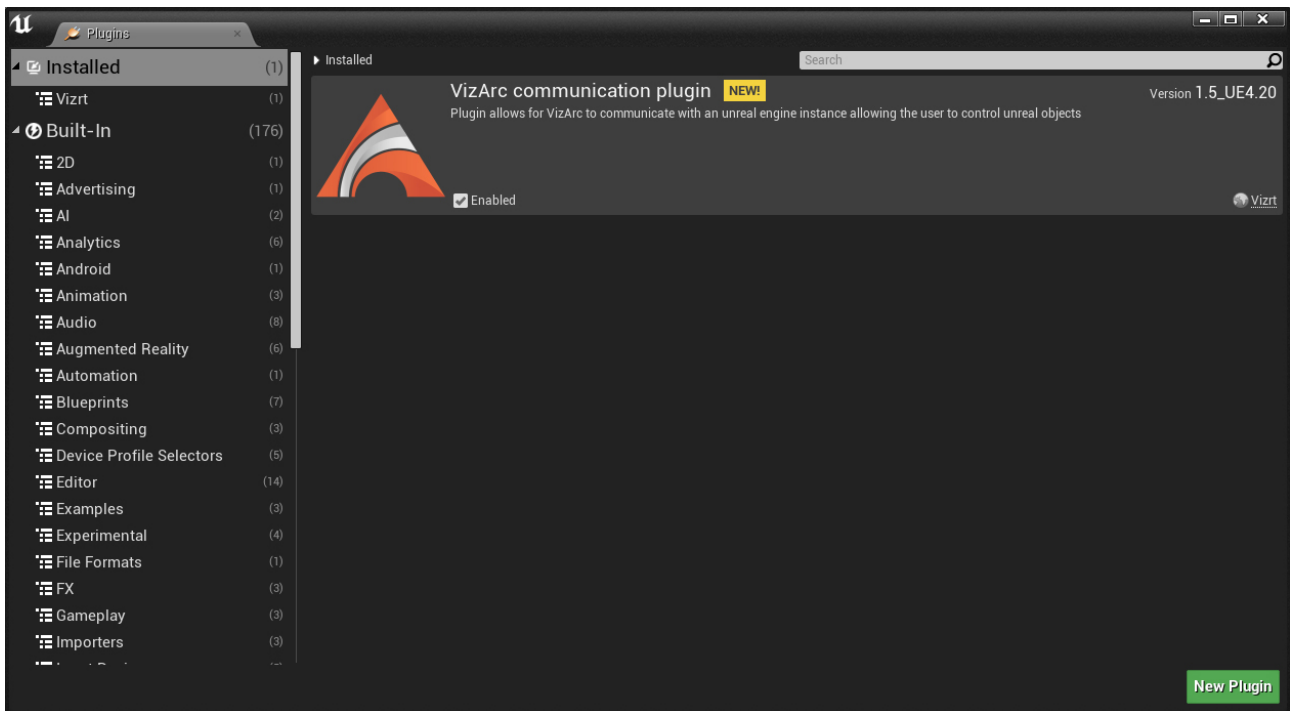 Plugins
Installed (1)
Vizrt (1)
Built-In (176)
2D (1)
Advertising (1)
AI (2)
Analytics (6)
Android (1)
Animation (3)
Audio (8)
Augmented Reality (6)
Automation (1)
Blueprints (7)
Compositing (3)
Device Profile Selectors (5)
Editor (14)
Examples (3)
Experimental (4)
File Formats (1)
FX (3)
Gameplay (3)
Importers (3)
Installed
Search
VizArc communication plugin NEW! Version 1.5_UE4.20
Plugin allows for VizArc to communicate with an unreal engine instance allowing the user to control unreal objects
Enabled
Vizrt
New Plugin